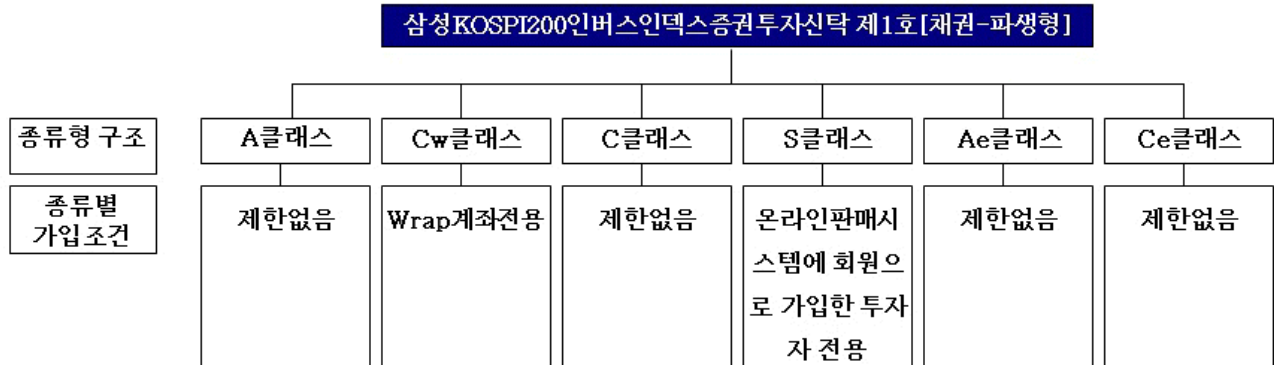 삼성KOSPI200인버스인덱스증권투자신탁 제1호[채권-파생형]
종류형 구조
A클래스
Cw클래스
C클래스
S클래스
Ae클래스
Ce클래스
종류별
가입조건
제한없음
Wrap계좌전용
제한없음
온라인판매시
스템에 회원으
로 가입한 투자
자 전용
제한없음
제한없음